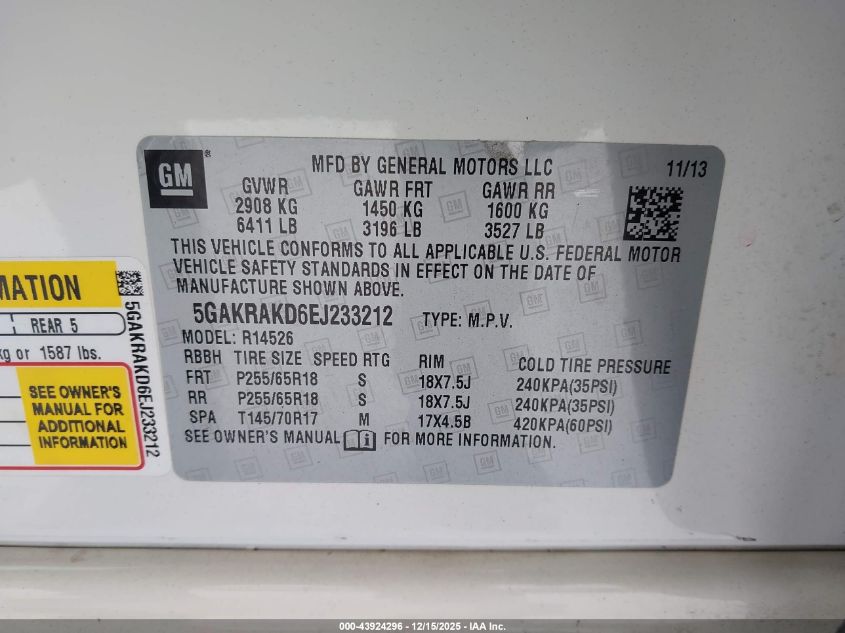 GM ®
MFD BY GENERAL MOTORS LLC 11/13
GVWR GAWR FRT GAWR RR
2908 KG 1450 KG 1600 KG
6411 LB 3196 LB 3527 LB
THIS VEHICLE CONFORMS TO ALL APPLICABLE U.S. FEDERAL MOTOR
VEHICLE SAFETY STANDARDS IN EFFECT ON THE DATE OF
MANUFACTURE SHOWN ABOVE.
5GAKRAKD6EJ233212 TYPE: M.P.V.
MODEL: R14526
RBBH TIRE SIZE SPEED RTG RIM COLD TIRE PRESSURE
FRT P255/65R18 S 18X7.5J 240KPA(35PSI)
RR P255/65R18 S 18X7.5J 240KPA(35PSI)
SPA T145/70R17 M 17X4.5B 420KPA(60PSI)
SEE OWNER'S MANUAL FOR MORE INFORMATION.
MATION
REAR 5
kg or 1587 lbs.
SEE OWNER'S
MANUAL FOR
ADDITIONAL
INFORMATION
5GAKRAKD6EJ233212
000-43924296 - 12/15/2025 - IAA Inc.